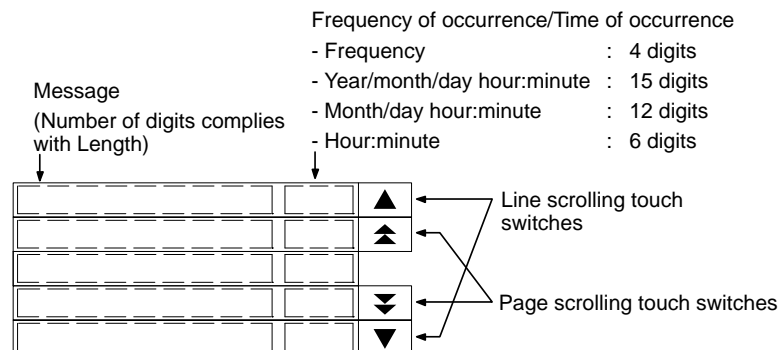 Frequency of occurrence/Time of occurrence
- Frequency : 4 digits
- Year/month/day hour:minute : 15 digits
- Month/day hour:minute : 12 digits
- Hour:minute : 6 digits
Message
(Number of digits complies
with Length)
Line scrolling touch
switches
Page scrolling touch switches